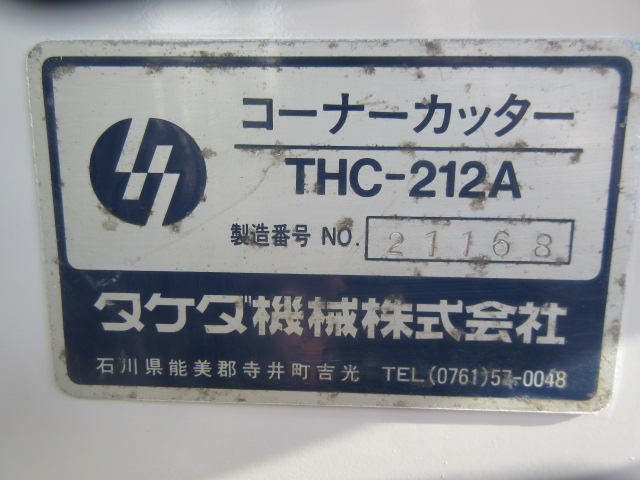 コーナーカッター
THC-212A
製造番号 NO. 21168
タケダ機械株式会社
石川県能美郡寺井町吉光 TEL(0761)57-0048